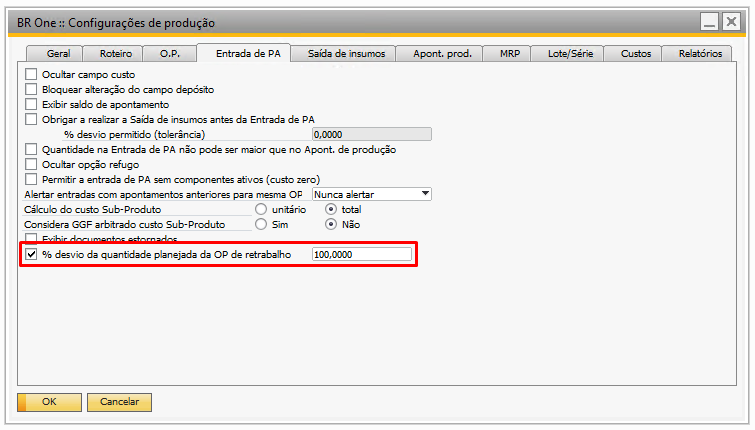 BR One :: Configurações de produção
Geral Roteiro O.P. Entrada de PA Saída de insumos Apont. prod. MRP Lote/Série Custos Relatórios
Ocultar campo custo
Bloquear alteração do campo depósito
Exibir saldo de apontamento
Obrigar a realizar a Saída de insumos antes da Entrada de PA
% desvio permitido (tolerância) 0,0000
Quantidade na Entrada de PA não pode ser maior que no Apont. de produção
Ocultar opção refugo
Permitir a entrada de PA sem componentes ativos (custo zero)
Alertar entradas com apontamentos anteriores para mesma OP Nunca alertar
Cálculo do custo Sub-Produto unitário total
Considera GGF arbitrado custo Sub-Produto Sim Não
Exibir documentos estornados
% desvio da quantidade planejada da OP de retrabalho 100,0000
OK Cancelar